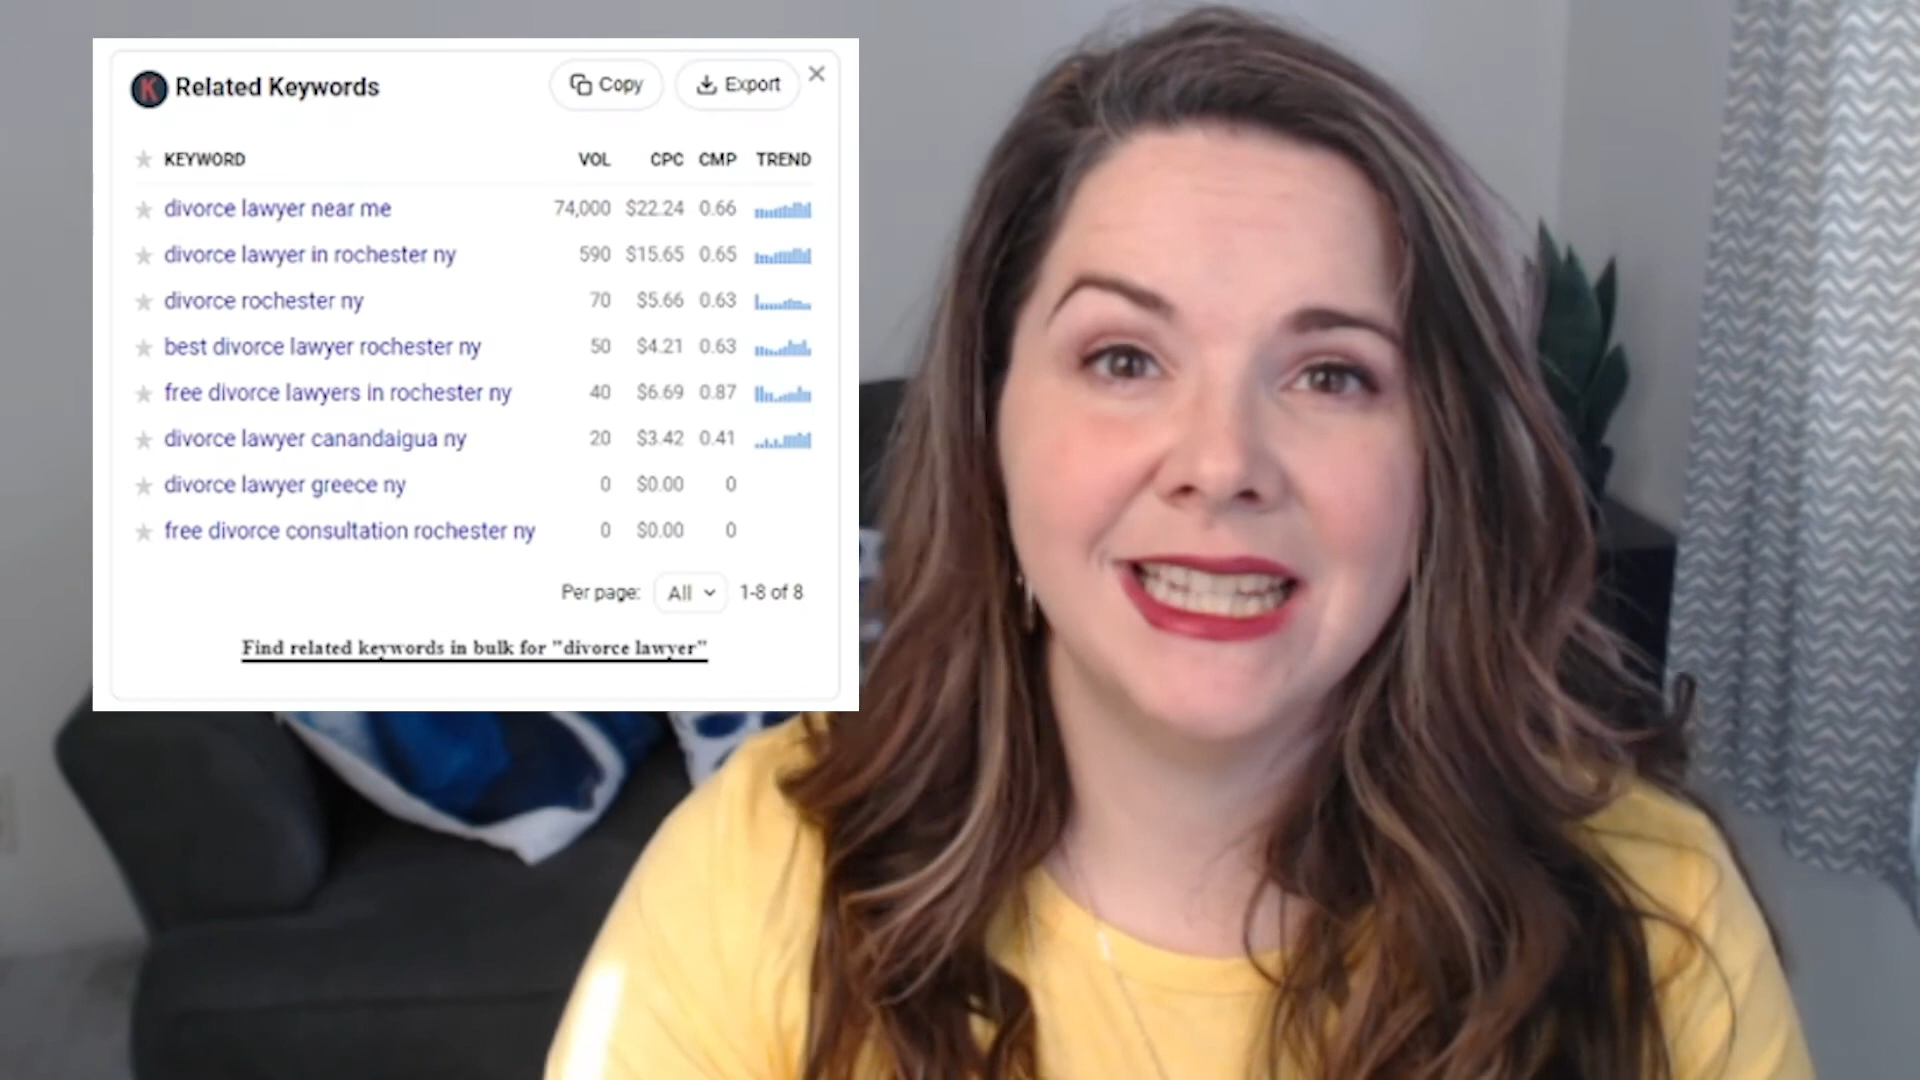 K Related Keywords Copy Export
KEYWORD VOL CPC CMP TREND
divorce lawyer near me 74,000 $22.24 0.66
divorce lawyer in rochester ny 590 $15.65 0.65
divorce rochester ny 70 $5.66 0.63
best divorce lawyer rochester ny 50 $4.21 0.63
free divorce lawyers in rochester ny 40 $6.69 0.87
divorce lawyer canandaigua ny 20 $3.42 0.41
divorce lawyer greece ny 0 $0.00 0
free divorce consultation rochester ny 0 $0.00 0
Per page: All 1-8 of 8
Find related keywords in bulk for "divorce lawyer"